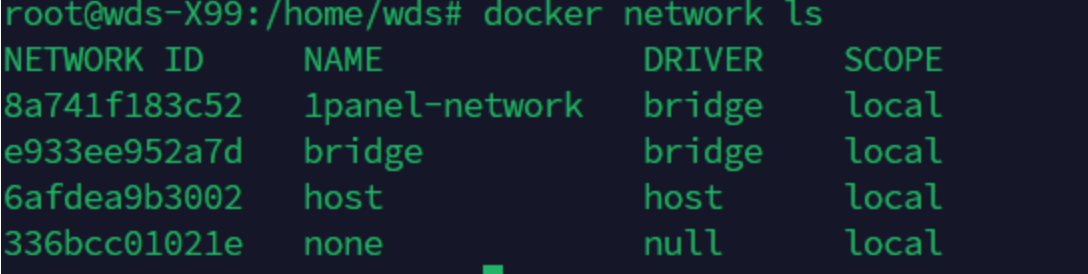 root@wds-X99:/home/wds# docker network ls
NETWORK ID NAME DRIVER SCOPE
8a741f183c52 1panel-network bridge local
e933ee952a7d bridge bridge local
6afdea9b3002 host host local
336bcc01021e none null local